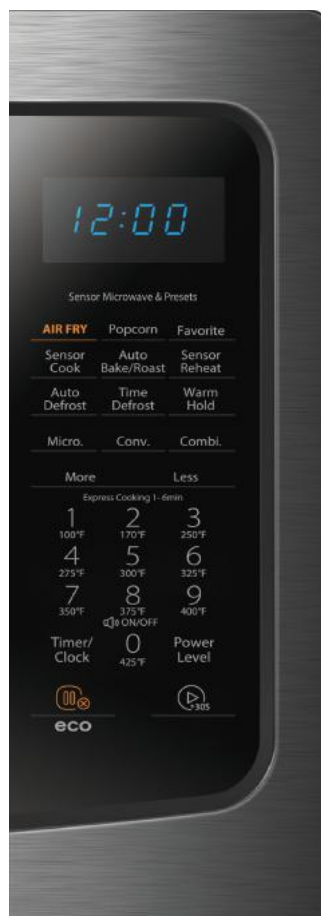 12:00
Sensor Microwave & Presets
AIR FRY Popcorn Favorite
Sensor Cook Auto Bake/Roast Sensor Reheat
Auto Defrost Time Defrost Warm Hold
Micro. Conv. Combi.
More Less
Express Cooking 1-6min
1 2 3
100°F 170°F 250°F
4 5 6
275°F 300°F 325°F
7 8 9
350°F 375°F 400°F
ON/OFF
Timer/Clock 0 Power Level
425°F
+30S
eco